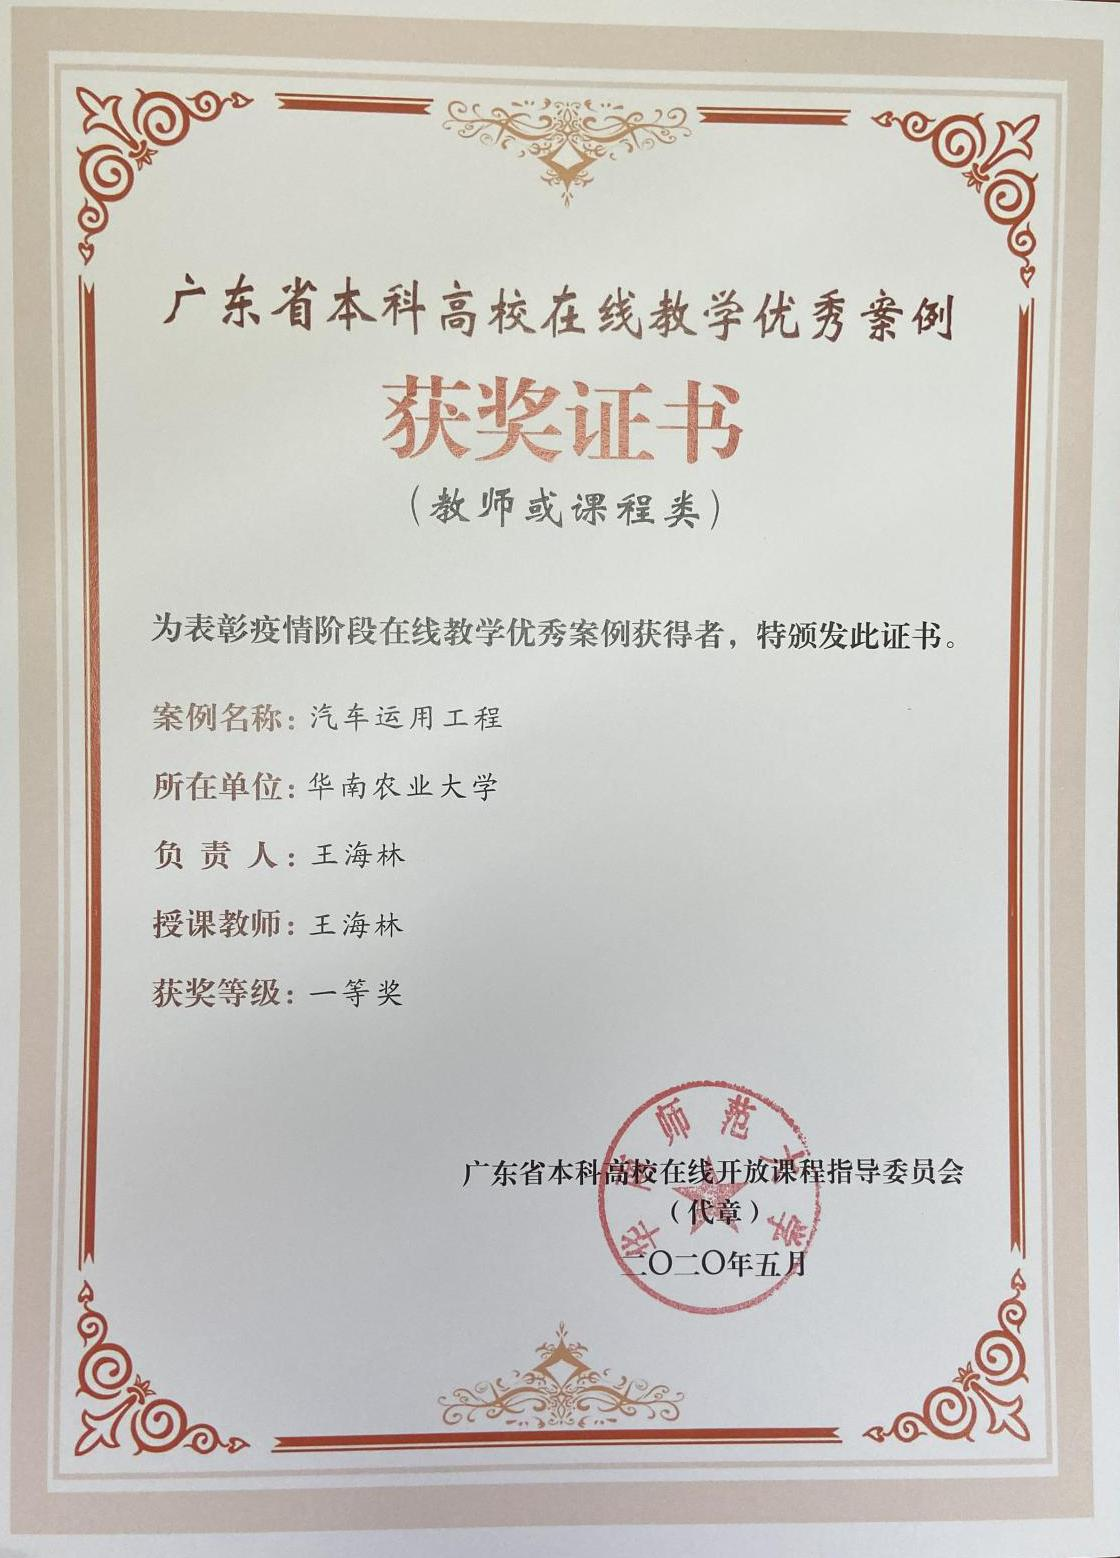 广东省本科高校在线教学优秀案例
获奖证书
（教师或课程类）
为表彰疫情阶段在线教学优秀案例获得者，特颁发此证书。
案例名称：汽车运用工程
所在单位：华南农业大学
负责人：王海林
授课教师：王海林
获奖等级：一等奖
华南师范大学
广东省本科高校在线开放课程指导委员会
（代章）
二〇二〇年五月